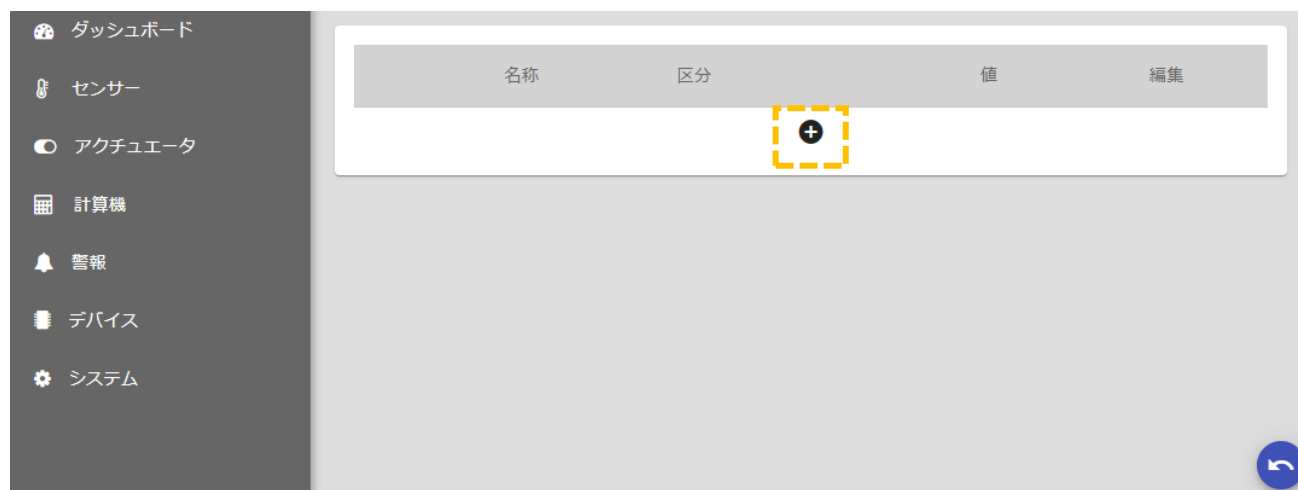 ダッシュボード
センサー
アクチュエータ
計算機
警報
デバイス
システム
名称 区分 値 編集